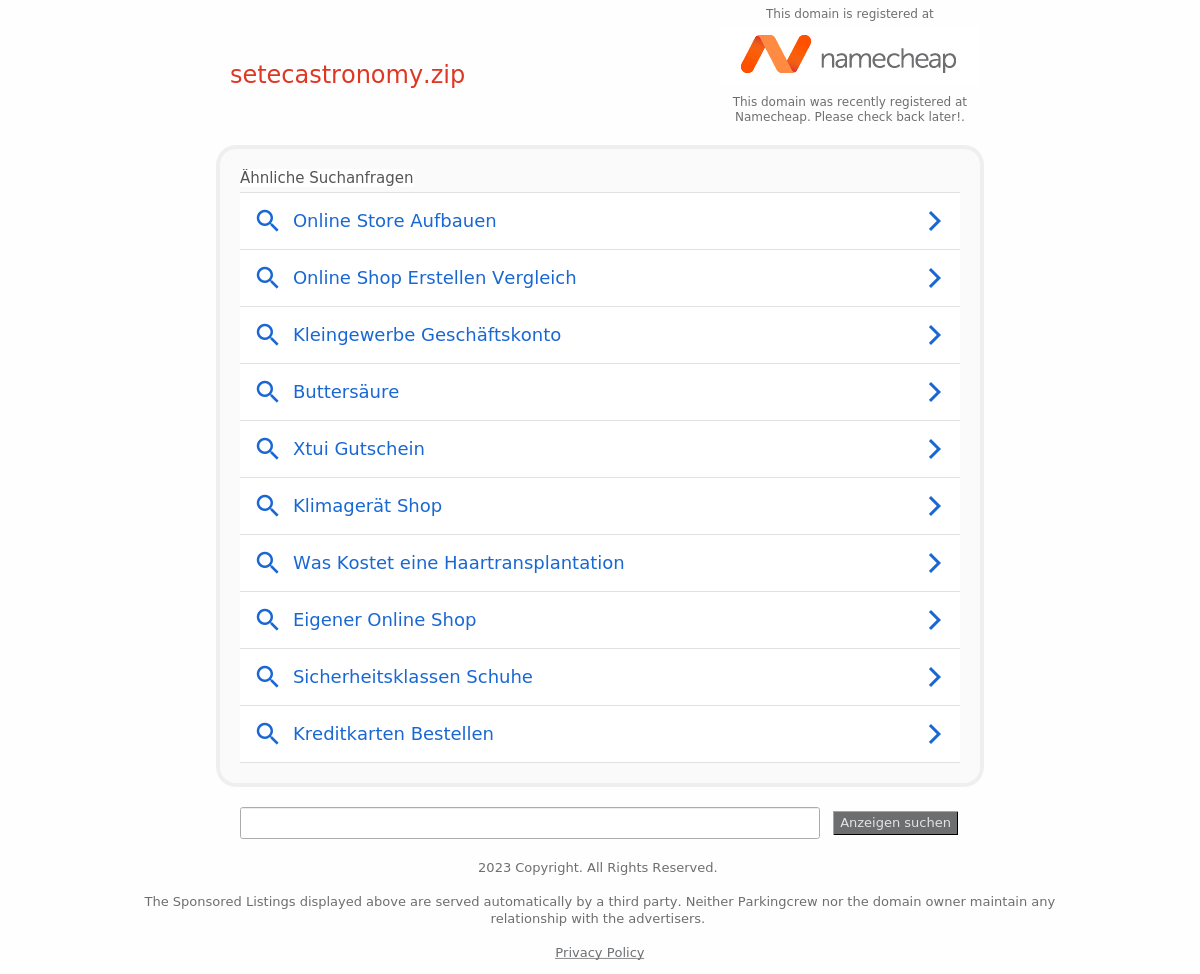 This domain is registered at
namecheap
setecastronomy.zip
This domain was recently registered at
Namecheap. Please check back later!.
Ähnliche Suchanfragen
Online Store Aufbauen
Online Shop Erstellen Vergleich
Kleingewerbe Geschäftskonto
Buttersäure
Xtui Gutschein
Klimagerät Shop
Was Kostet eine Haartransplantation
Eigener Online Shop
Sicherheitsklassen Schuhe
Kreditkarten Bestellen
Anzeigen suchen
2023 Copyright. All Rights Reserved.
The Sponsored Listings displayed above are served automatically by a third party. Neither Parkingcrew nor the domain owner maintain any
relationship with the advertisers.
Privacy Policy